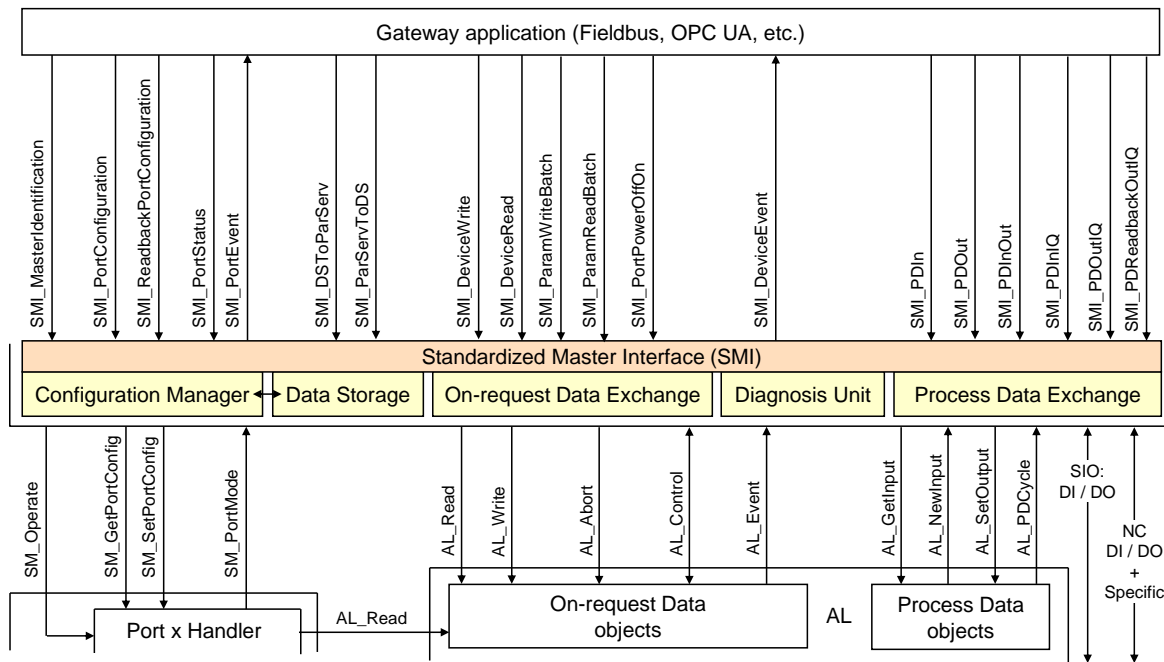 Gateway application (Fieldbus, OPC UA, etc.)
SMI_MasterIdentification
SMI_PortConfiguration
SMI_ReadbackPortConfiguration
SMI_PortStatus
SMI_PortEvent
SMI_DSToParServ
SMI_ParServToDS
SMI_DeviceWrite
SMI_DeviceRead
SMI_ParamWriteBatch
SMI_ParamReadBatch
SMI_PortPowerOffOn
SMI_DeviceEvent
SMI_PDIn
SMI_PDOut
SMI_PDInOut
SMI_PDInIQ
SMI_PDOutIQ
SMI_PDReadbackOutIQ
Standardized Master Interface (SMI)
Configuration Manager
Data Storage
On-request Data Exchange
Diagnosis Unit
Process Data Exchange
SM_Operate
SM_GetPortConfig
SM_SetPortConfig
SM_PortMode
AL_Read
AL_Write
AL_Abort
AL_Control
AL_Event
AL_GetInput
AL_NewInput
AL_SetOutput
AL_PDCycle
SIO:
DI / DO
NC
DI / DO
+
Specific
Port x Handler
AL_Read
On-request Data
objects
AL
Process Data
objects